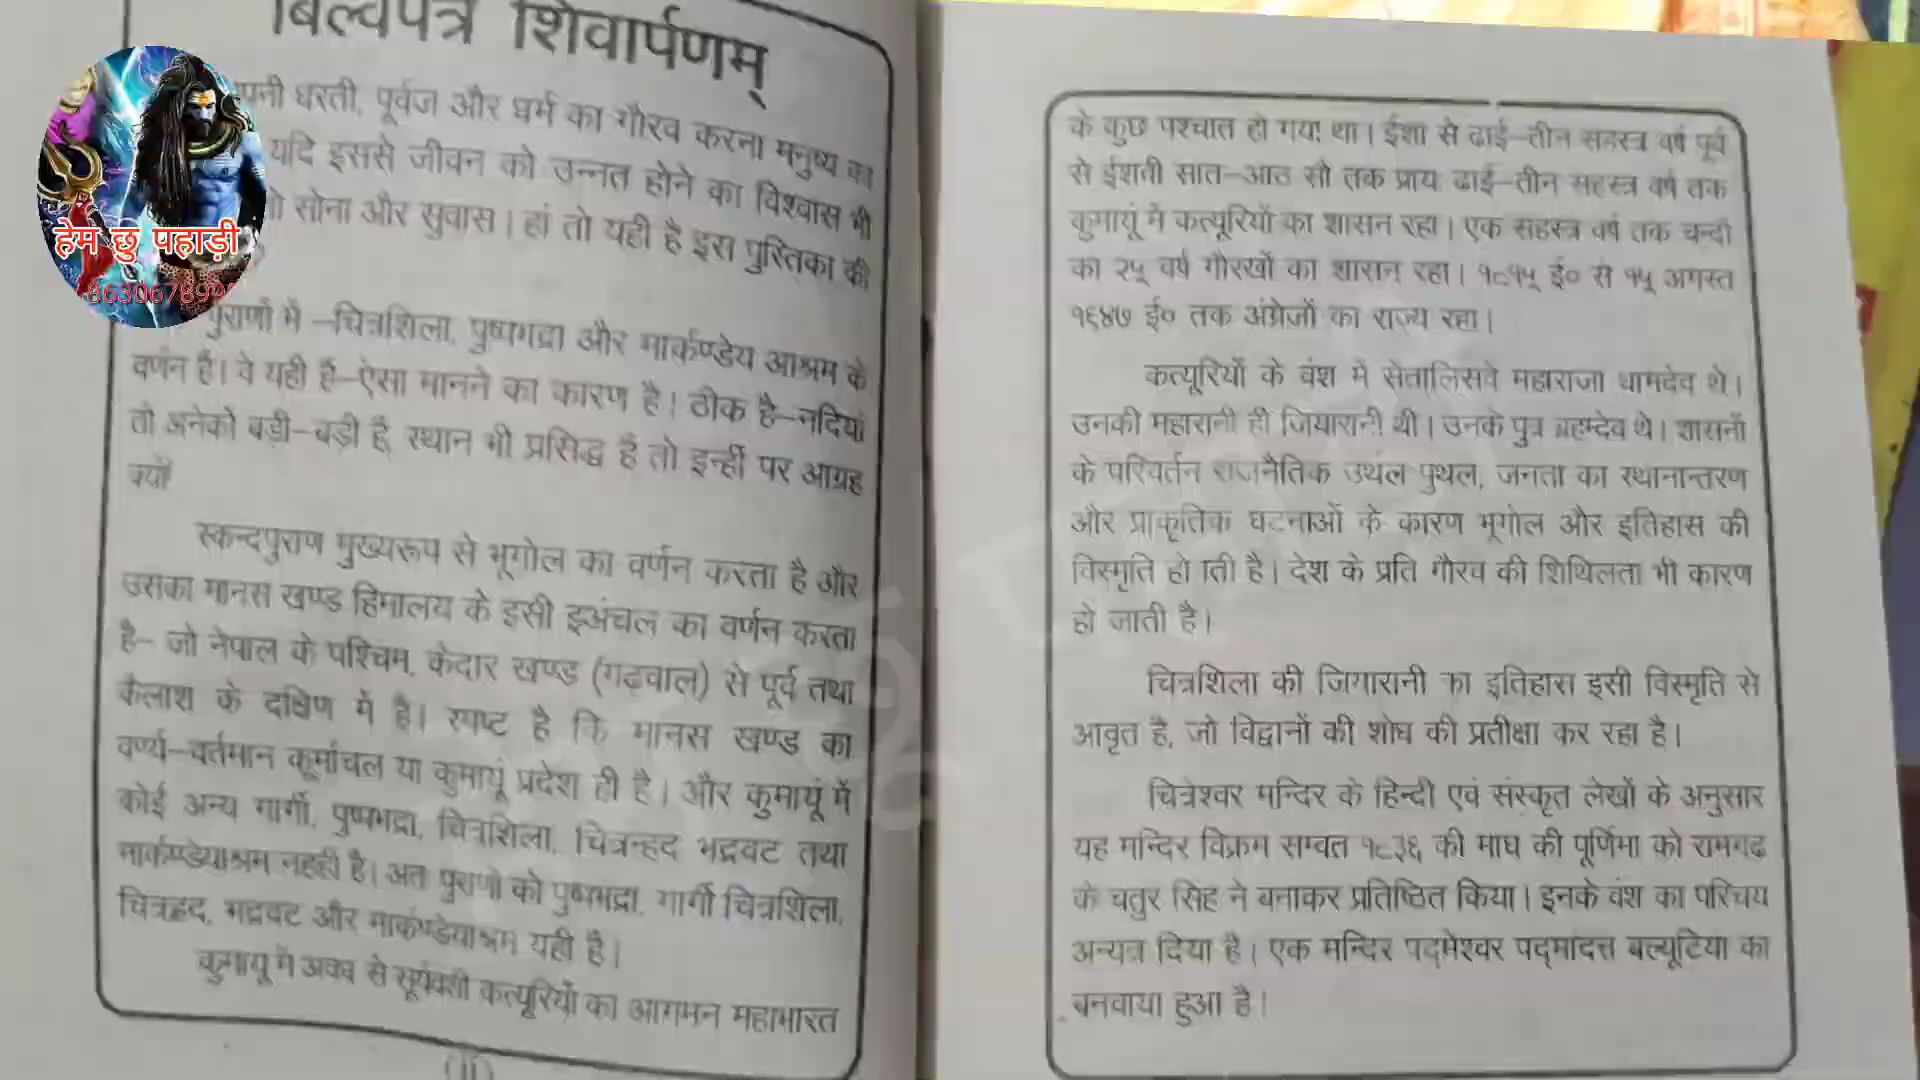 बिल्वपत्र शिवार्पणम्
पनी धरती, पूर्वज और धर्म का गौरव करना मनुष्य का
यदि इससे जीवन को उन्नत होने का विश्वास भी
सोना और सुवास। हां तो यही है इस पुस्तिका की
पुराणों में –चित्रशिला, पुष्पभद्रा और मार्कण्डेय आश्रम के
वर्णन है। वे यही है–ऐसा मानने का कारण है। ठीक है–नदियां
तो अनेको बड़ी–बड़ी हैं, स्थान भी प्रसिद्ध है तो इन्हीं पर आग्रह
क्यों
स्कन्दपुराण मुख्यरूप से भूगोल का वर्णन करता है और
उसका मानस खण्ड हिमालय के इसी इअंचल का वर्णन करता
है– जो नेपाल के पश्चिम, केदार खण्ड (गढ़वाल) से पूर्व तथा
कैलाश के दक्षिण में है। स्पष्ट है कि मानस खण्ड का
वर्ण्य–वर्तमान कूर्माचल या कुमायूं प्रदेश ही है। और कुमायूं में
कोई अन्य गार्गी, पुष्पभद्रा, चित्रशिला, चित्रन्हद भद्रवट तथा
मार्कण्डेयाश्रम नहही है। अत पुराणो को पुष्पभद्रा, गार्गी चित्रशिला,
चित्रहृद, भद्रवट और मार्कण्डेयाश्रम यही है।
कुमायू में अवध से सूर्यवंशी कत्यूरियों का आगमन महाभारत
(II)
के कुछ पश्चात हो गया था। ईशा से ढाई–तीन सहस्त्र वर्ष पूर्व
से ईशवी सात–आठ सौ तक प्राय ढाई–तीन सहस्त्र वर्ष तक
कुमायूं में कत्यूरियों का शासन रहा। एक सहस्त्र वर्ष तक चन्दो
का २५ वर्ष गौरखों का शासन रहा। १८१५ ई० से १५ अगस्त
१९४७ ई० तक अंग्रेजों का राज्य रहा।
कत्यूरियों के वंश में सेतालिसवे महाराजा धामदेव थे।
उनकी महारानी ही जियारानी थी। उनके पुत्र ब्रहम्देव थे। शासनों
के परिवर्तन राजनैतिक उथल पुथल, जनता का स्थानान्तरण
और प्राकृतिक घटनाओं के कारण भूगोल और इतिहास की
विस्मृति हो ाती है। देश के प्रति गौरव की शिथिलता भी कारण
हो जाती है।
चित्रशिला की जियारानी का इतिहास इसी विस्मृति से
आवृत है, जो विद्वानों की शोध की प्रतीक्षा कर रहा है।
चित्रेश्वर मन्दिर के हिन्दी एवं संस्कृत लेखों के अनुसार
यह मन्दिर विक्रम सम्वत १८३६ की माघ की पूर्णिमा को रामगढ
के चतुर सिंह ने बनाकर प्रतिष्ठित किया। इनके वंश का परिचय
अन्यत्र दिया है। एक मन्दिर पद्मेश्वर पद्मादत्त बल्यूटिया का
बनवाया हुआ है।
हेम छु पहाड़ी